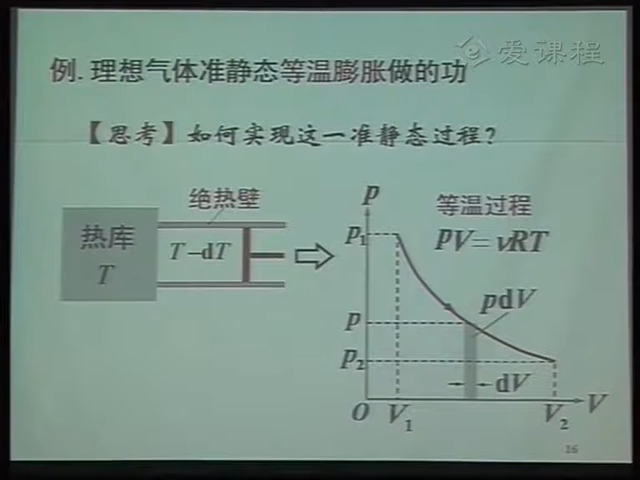 爱课程
例. 理想气体准静态等温膨胀做的功
【思考】如何实现这一准静态过程?
绝热壁
热库
T
T-dT
等温过程
pV=νRT
p
p₁
p
p₂
pdV
dV
O
V₁
V₂
V
16